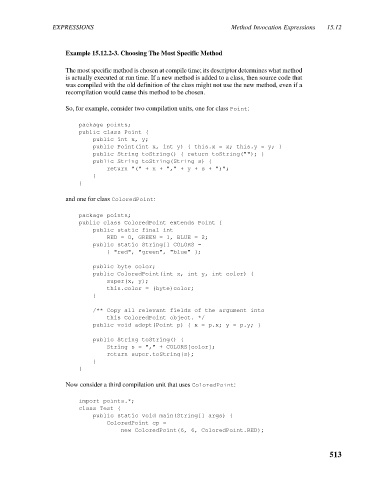 EXPRESSIONS Method Invocation Expressions 15.12
Example 15.12.2-3. Choosing The Most Specific Method
The most specific method is chosen at compile time; its descriptor determines what method
is actually executed at run time. If a new method is added to a class, then source code that
was compiled with the old definition of the class might not use the new method, even if a
recompilation would cause this method to be chosen.
So, for example, consider two compilation units, one for class Point:
package points;
public class Point {
public int x, y;
public Point(int x, int y) { this.x = x; this.y = y; }
public String toString() { return toString(""); }
public String toString(String s) {
return "(" + x + "," + y + s + ")";
}
}
and one for class ColoredPoint:
package points;
public class ColoredPoint extends Point {
public static final int
RED = 0, GREEN = 1, BLUE = 2;
public static String[] COLORS =
{ "red", "green", "blue" };
public byte color;
public ColoredPoint(int x, int y, int color) {
super(x, y);
this.color = (byte)color;
}
/** Copy all relevant fields of the argument into
this ColoredPoint object. */
public void adopt(Point p) { x = p.x; y = p.y; }
public String toString() {
String s = "," + COLORS[color];
return super.toString(s);
}
}
Now consider a third compilation unit that uses ColoredPoint:
import points.*;
class Test {
public static void main(String[] args) {
ColoredPoint cp =
new ColoredPoint(6, 6, ColoredPoint.RED);
513